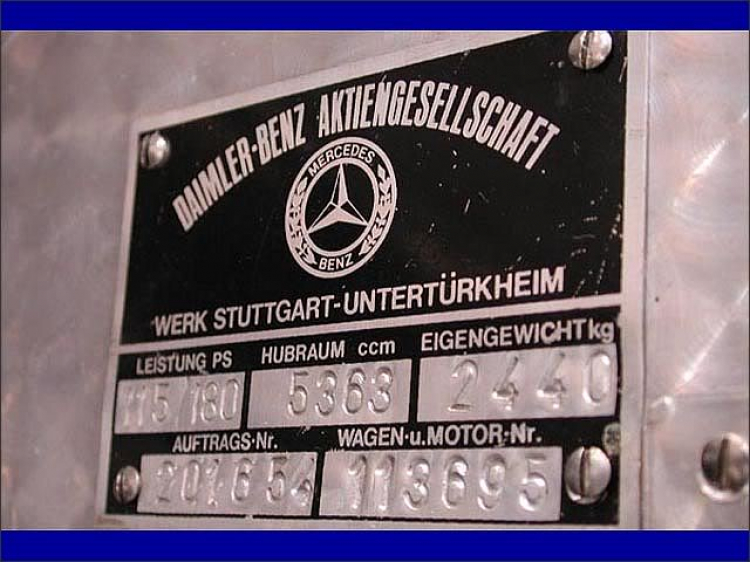 DAIMLER-BENZ AKTIENGESELLSCHAFT
MERCEDES
BENZ
WERK STUTTGART-UNTERTÜRKHEIM
LEISTUNG PS HUBRAUM ccm EIGENGEWICHT kg
115/180 5363 2440
AUFTRAGS-Nr. WAGEN-u.MOTOR-Nr.
201654 113695